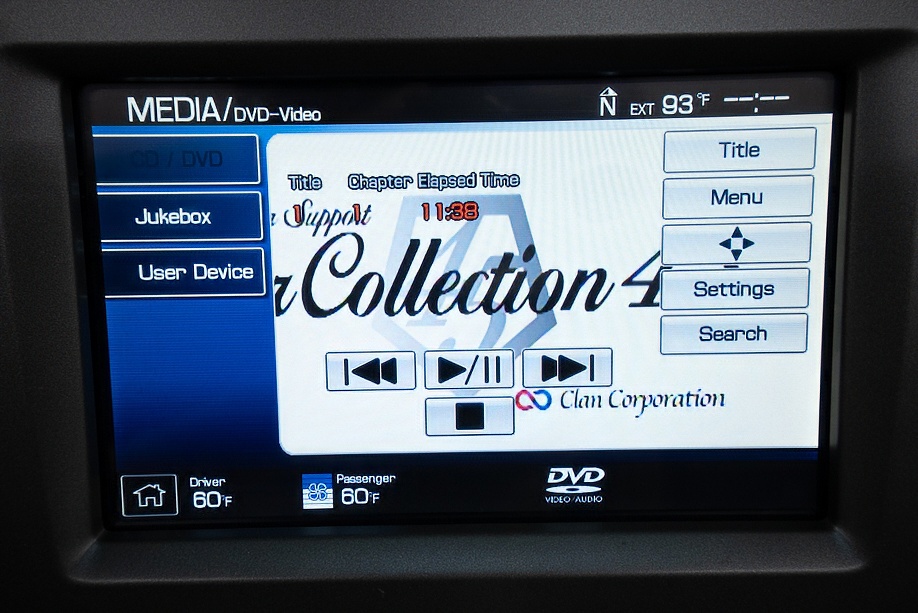 MEDIA/DVD-Video
N EXT 93°F --:--
CD / DVD
Jukebox
User Device
Title Chapter Elapsed Time
1 1 11:38
Support
Collection 4
Clan Corporation
Title
Menu
Settings
Search
Driver
60°F
Passenger
60°F
DVD
VIDEO/AUDIO